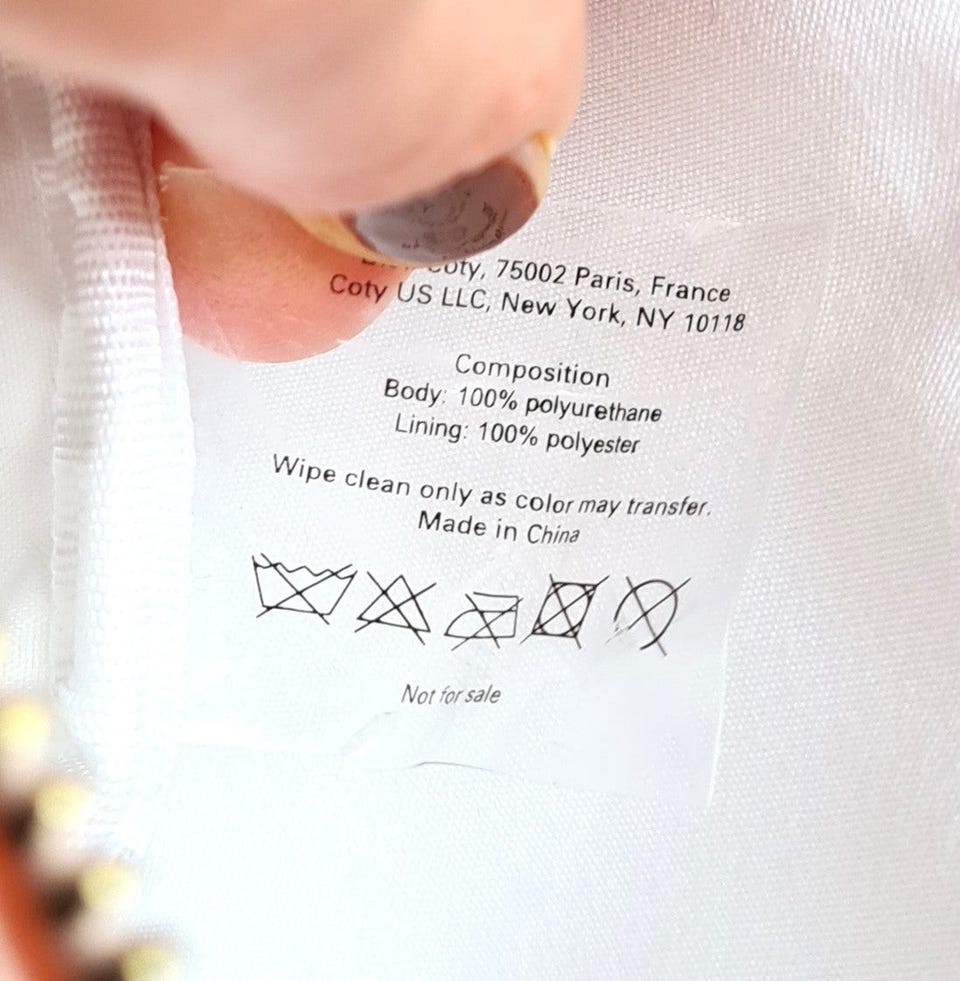 Coty, 75002 Paris, France
Coty US LLC, New York, NY 10118
Composition
Body: 100% polyurethane
Lining: 100% polyester
Wipe clean only as color may transfer.
Made in China
Not for sale